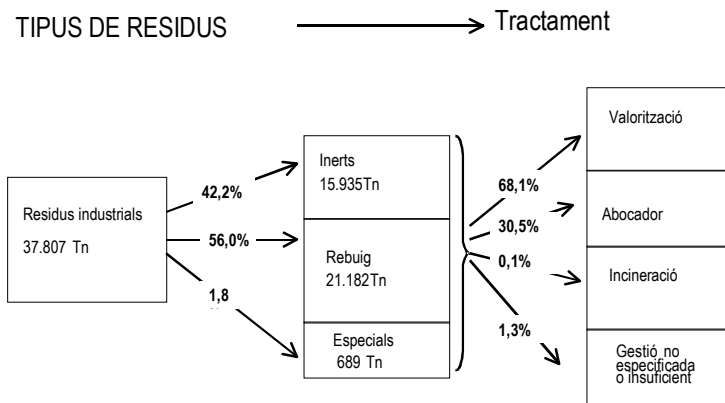 TIPUS DE RESIDUS
Tractament
Residus industrials
37.807 Tn
42,2%
56,0%
1,8
Inerts
15.935Tn
Rebuig
21.182Tn
Especials
689 Tn
68,1%
30,5%
0,1%
1,3%
Valorització
Abocador
Incineració
Gestió no
especificada
o insuficient